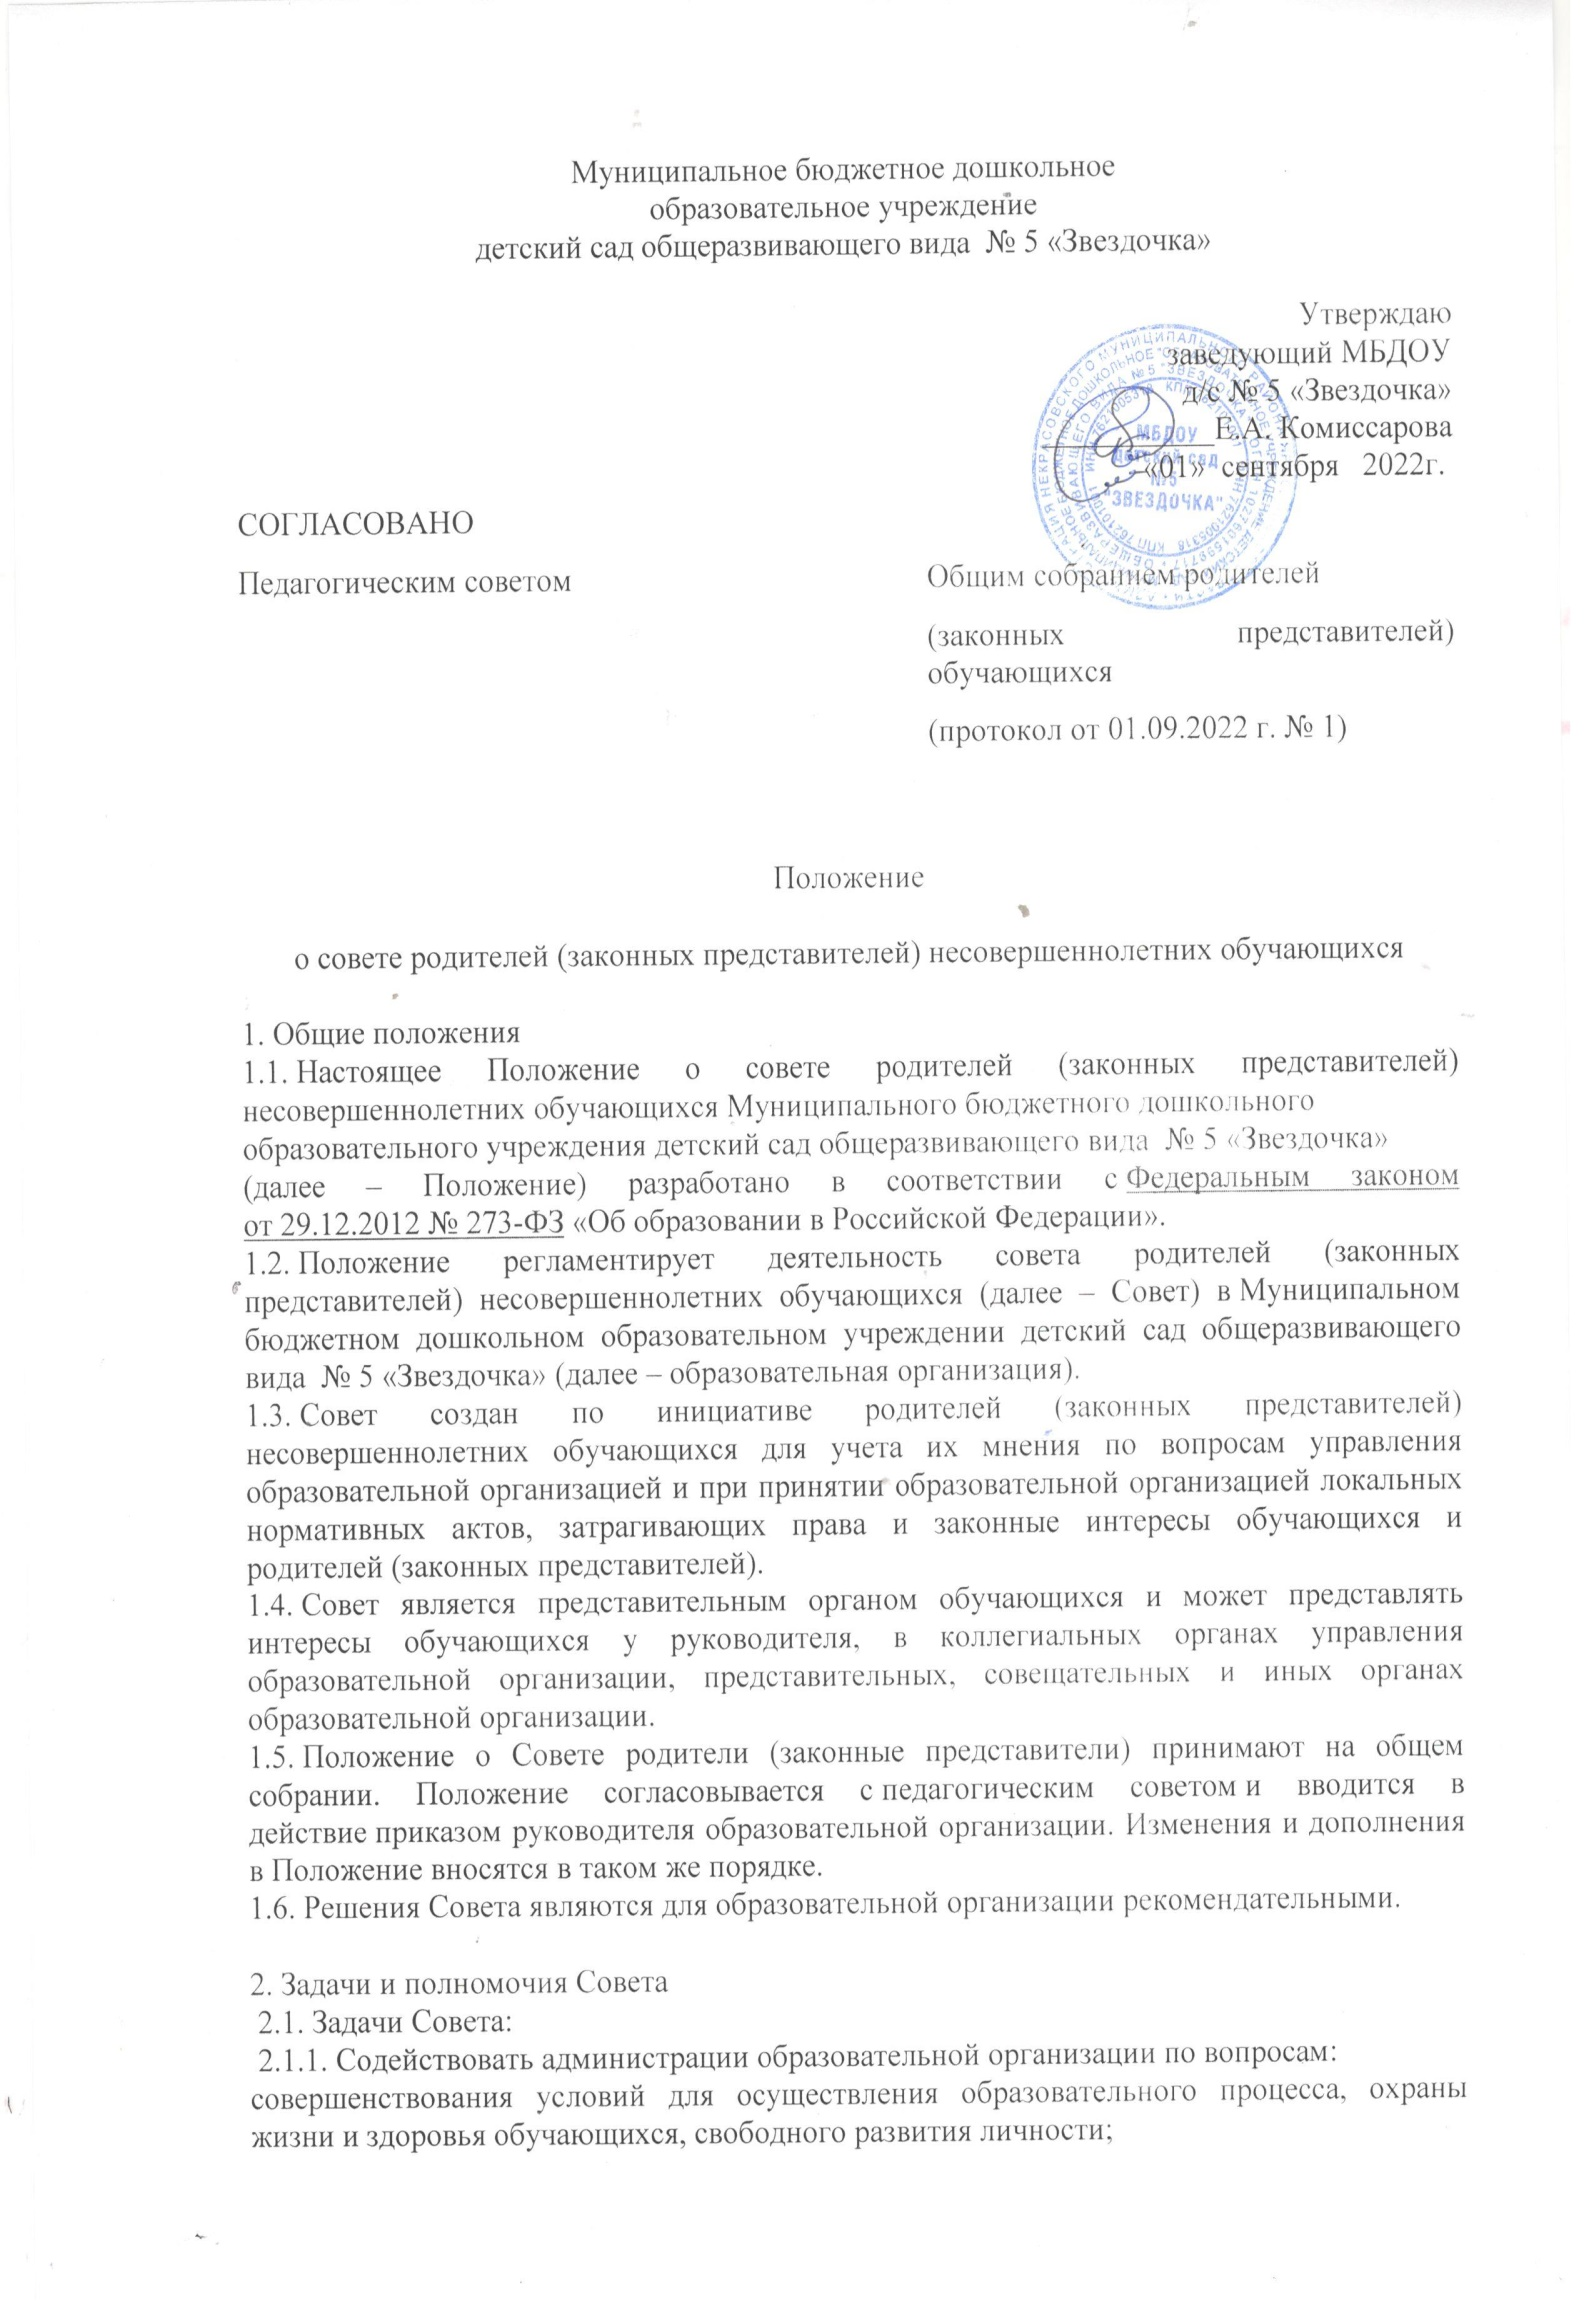 Муниципальное бюджетное дошкольное
образовательное учреждение
детский сад общеразвивающего вида № 5 «Звездочка»
Утверждаю
заведующий МБДОУ
д/с № 5 «Звездочка»
____________Е.А. Комиссарова
«01» сентября 2022г.
МБДОУ
детский сад
№5
"ЗВЕЗДОЧКА"
СОГЛАСОВАНО
Педагогическим советом
Общим собранием родителей
(законных представителей)
обучающихся
(протокол от 01.09.2022 г. № 1)
Положение
о совете родителей (законных представителей) несовершеннолетних обучающихся
1. Общие положения
1.1. Настоящее Положение о совете родителей (законных представителей)
несовершеннолетних обучающихся Муниципального бюджетного дошкольного
образовательного учреждения детский сад общеразвивающего вида № 5 «Звездочка»
(далее – Положение) разработано в соответствии с Федеральным законом
от 29.12.2012 № 273-ФЗ «Об образовании в Российской Федерации».
1.2. Положение регламентирует деятельность совета родителей (законных
представителей) несовершеннолетних обучающихся (далее – Совет) в Муниципальном
бюджетном дошкольном образовательном учреждении детский сад общеразвивающего
вида № 5 «Звездочка» (далее – образовательная организация).
1.3. Совет создан по инициативе родителей (законных представителей)
несовершеннолетних обучающихся для учета их мнения по вопросам управления
образовательной организацией и при принятии образовательной организацией локальных
нормативных актов, затрагивающих права и законные интересы обучающихся и
родителей (законных представителей).
1.4. Совет является представительным органом обучающихся и может представлять
интересы обучающихся у руководителя, в коллегиальных органах управления
образовательной организации, представительных, совещательных и иных органах
образовательной организации.
1.5. Положение о Совете родители (законные представители) принимают на общем
собрании. Положение согласовывается с педагогическим советом и вводится в
действие приказом руководителя образовательной организации. Изменения и дополнения
в Положение вносятся в таком же порядке.
1.6. Решения Совета являются для образовательной организации рекомендательными.
2. Задачи и полномочия Совета
2.1. Задачи Совета:
2.1.1. Содействовать администрации образовательной организации по вопросам:
совершенствования условий для осуществления образовательного процесса, охраны
жизни и здоровья обучающихся, свободного развития личности;